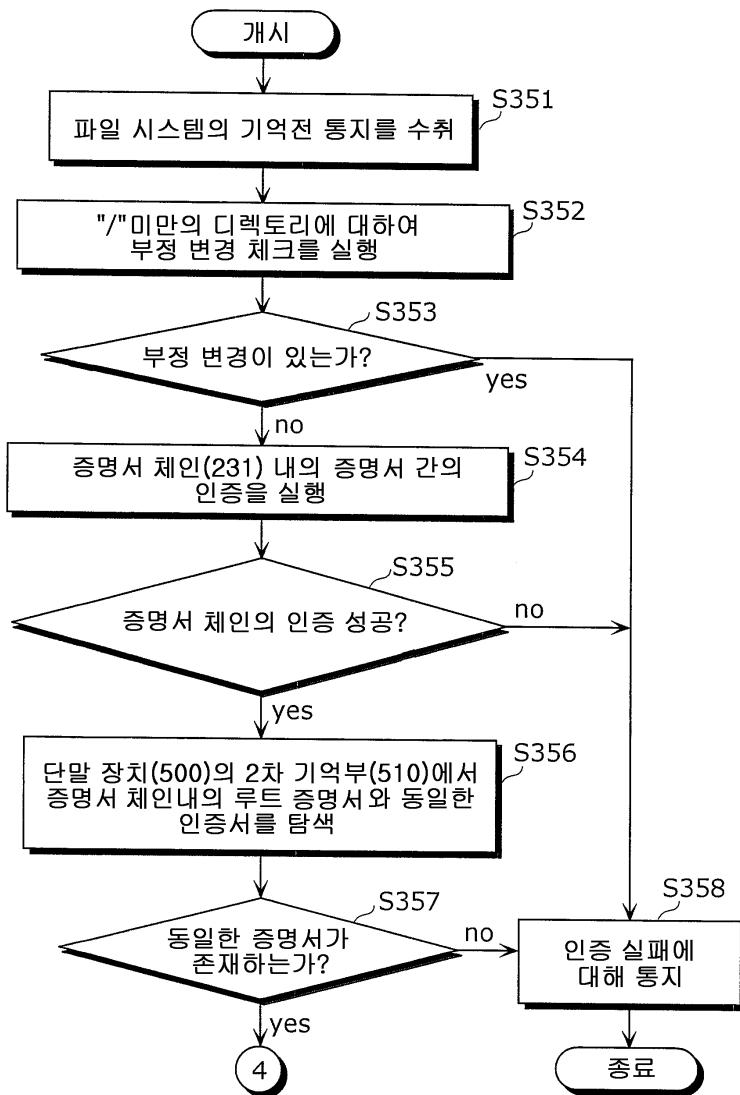 개시
S351
파일 시스템의 기억전 통지를 수취
S352
"/"미만의 디렉토리에 대하여
부정 변경 체크를 실행
S353
부정 변경이 있는가?
yes
no
S354
증명서 체인(231) 내의 증명서 간의
인증을 실행
S355
증명서 체인의 인증 성공?
no
yes
S356
단말 장치(500)의 2차 기억부(510)에서
증명서 체인내의 루트 증명서와 동일한
인증서를 탐색
S357
동일한 증명서가
존재하는가?
no
yes
S358
인증 실패에
대해 통지
4
종료